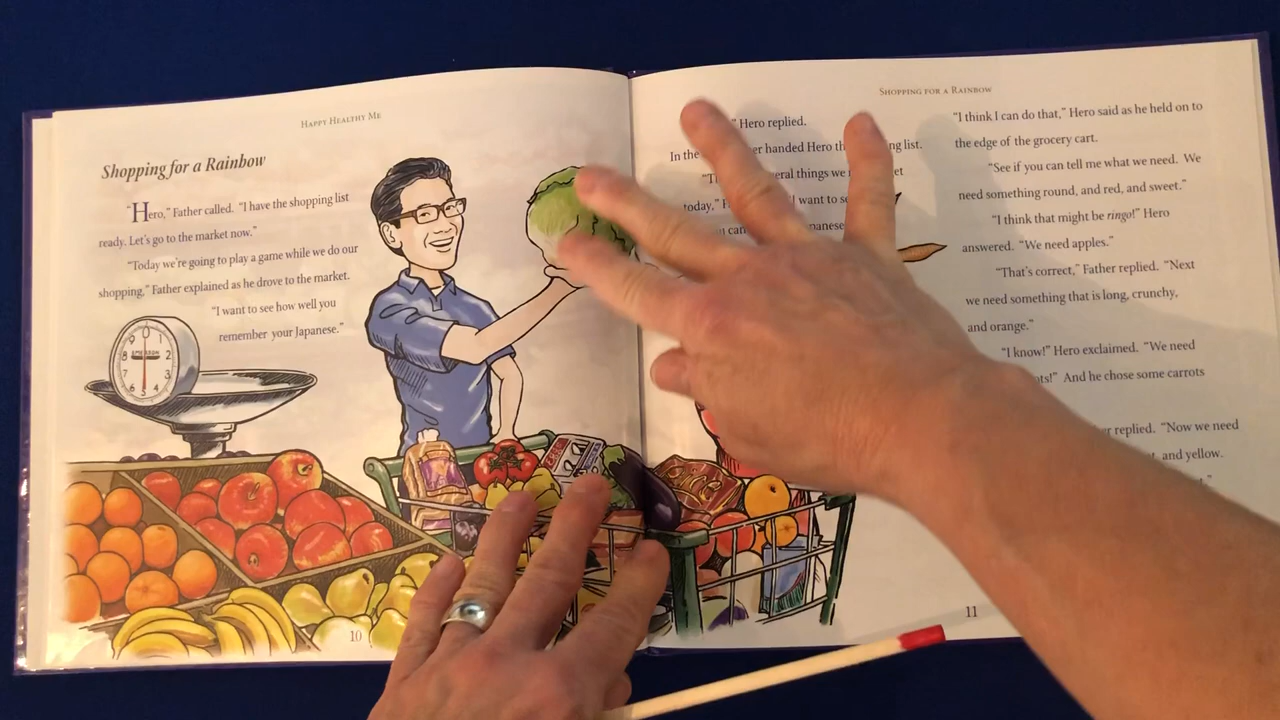 HAPPY HEALTHY ME
Shopping for a Rainbow
"Hero," Father called. "I have the shopping list
ready. Let's go to the market now."
"Today we're going to play a game while we do our
shopping," Father explained as he drove to the market.
"I want to see how well you
remember your Japanese."
10
SHOPPING FOR A RAINBOW
" Hero replied.
In the handed Hero list.
things we
today," want to
can
"I think I can do that," Hero said as he held on to
the edge of the grocery cart.
"See if you can tell me what we need. We
need something round, and red, and sweet."
"I think that might be ringo!" Hero
answered. "We need apples."
"That's correct," Father replied. "Next
we need something that is long, crunchy,
and orange."
"I know!" Hero exclaimed. "We need
And he chose some carrots
replied. "Now we need
and yellow.
11